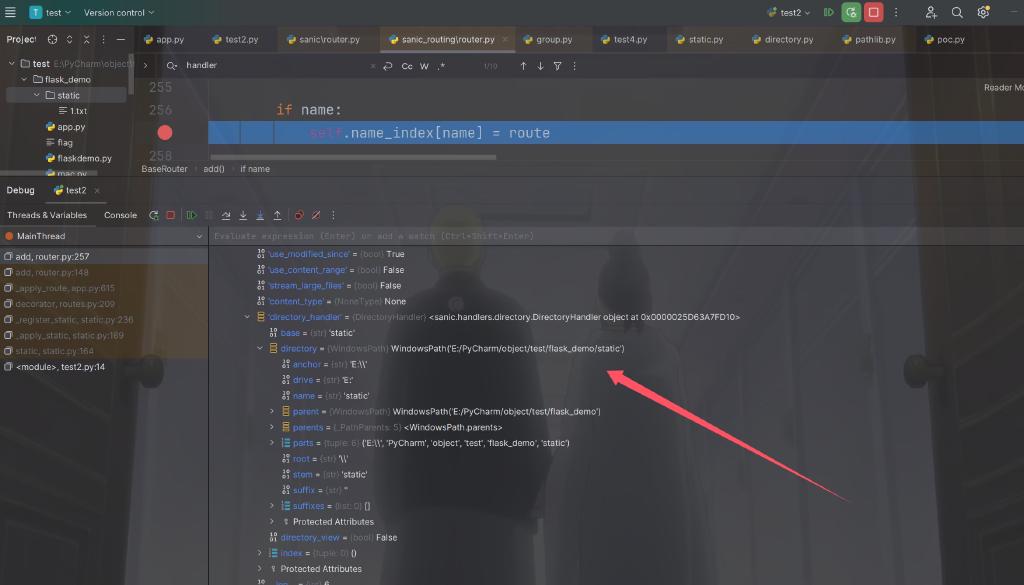 T test Version control test2
Project
app.py test2.py sanic\router.py sanic_routing\router.py group.py test4.py static.py directory.py pathlib.py poc.py
test E:\PyCharm\object\
flask_demo
static
1.txt
app.py
flag
flaskdemo.py
handler Cc W .* 1/10
255
Reader Mo
256 if name:
self.name_index[name] = route
258
BaseRouter add() if name
Debug test2
Threads & Variables Console
MainThread
Evaluate expression (Enter) or add a watch (Ctrl+Shift+Enter)
add, router.py:257
add, router.py:148
_apply_route, app.py:615
decorator, routes.py:209
_register_static, static.py:236
_apply_static, static.py:169
static, static.py:164
<module>, test2.py:14
'use_modified_since' = {bool} True
'use_content_range' = {bool} False
'stream_large_files' = {bool} False
'content_type' = {NoneType} None
'directory_handler' = {DirectoryHandler} <sanic.handlers.directory.DirectoryHandler object at 0x0000025D63A7FD10>
base = {str} 'static'
directory = {WindowsPath} WindowsPath('E:/PyCharm/object/test/flask_demo/static')
anchor = {str} 'E:\\'
drive = {str} 'E:'
name = {str} 'static'
parent = {WindowsPath} WindowsPath('E:/PyCharm/object/test/flask_demo')
parents = {_PathParents: 5} <WindowsPath.parents>
parts = {tuple: 6} ('E:\\', 'PyCharm', 'object', 'test', 'flask_demo', 'static')
root = {str} '\\'
stem = {str} 'static'
suffix = {str} ''
suffixes = {list: 0} []
Protected Attributes
directory_view = {bool} False
index = {tuple: 0} ()
Protected Attributes